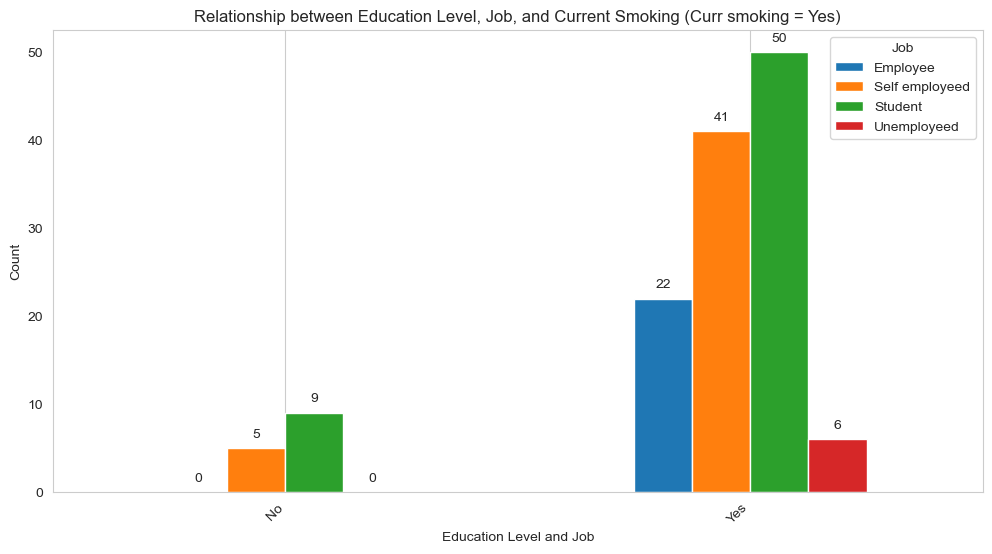 Relationship between Education Level, Job, and Current Smoking (Curr smoking = Yes)
Job
Employee
Self employeed
Student
Unemployeed
Count
50
40
30
20
10
0
0
5
9
0
22
41
50
6
No
Yes
Education Level and Job